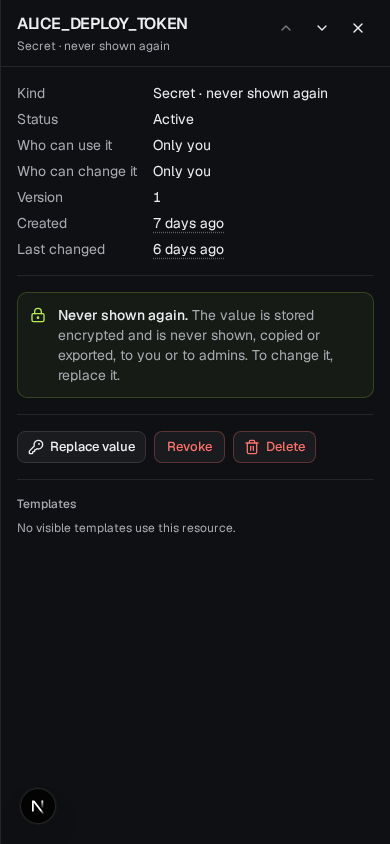 ALICE_DEPLOY_TOKEN
Secret · never shown again
Kind Secret · never shown again
Status Active
Who can use it Only you
Who can change it Only you
Version 1
Created 7 days ago
Last changed 6 days ago
Never shown again. The value is stored
encrypted and is never shown, copied or
exported, to you or to admins. To change it,
replace it.
Replace value Revoke Delete
Templates
No visible templates use this resource.
N